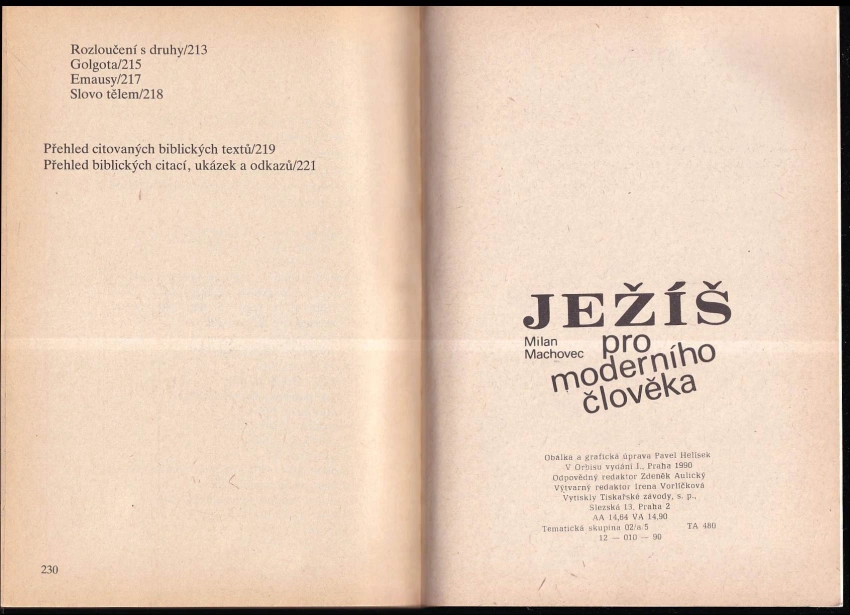 Rozloučení s druhy/213
Golgota/215
Emausy/217
Slovo tělem/218
Přehled citovaných biblických textů/219
Přehled biblických citací, ukázek a odkazů/221
230
JEŽÍŠ
Milan
Machovec
pro
moderního
člověka
Obálka a grafická úprava Pavel Helísek
V Orbisu vydání I., Praha 1990
Odpovědný redaktor Zdeněk Aulický
Výtvarný redaktor Irena Vorlíčková
Vytiskly Tiskařské závody, s. p.,
Slezská 13, Praha 2
AA 14,64 VA 14,90
Tematická skupina 02/a 5 TA 480
12 — 010 — 90